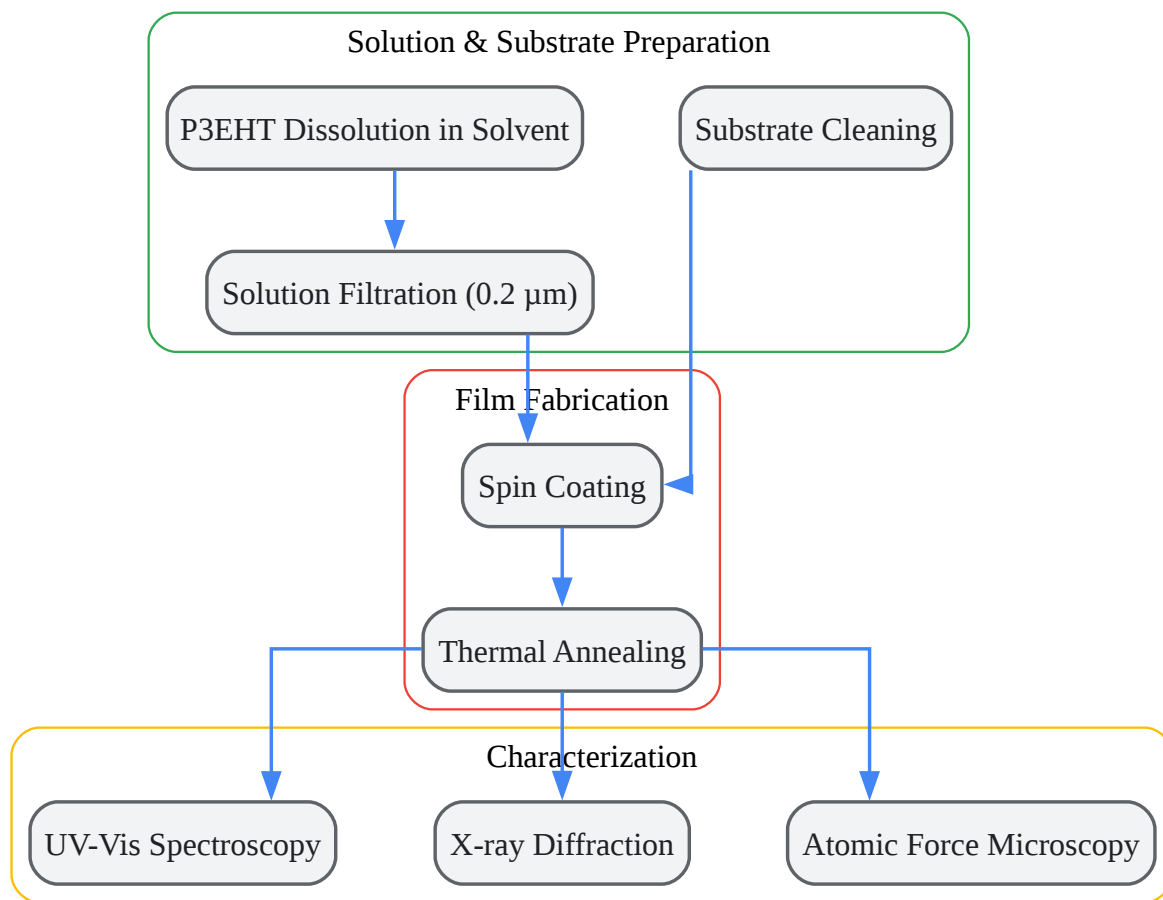 Solution & Substrate Preparation
P3EHT Dissolution in Solvent
Substrate Cleaning
Solution Filtration (0.2 µm)
Film Fabrication
Spin Coating
Thermal Annealing
Characterization
UV-Vis Spectroscopy
X-ray Diffraction
Atomic Force Microscopy